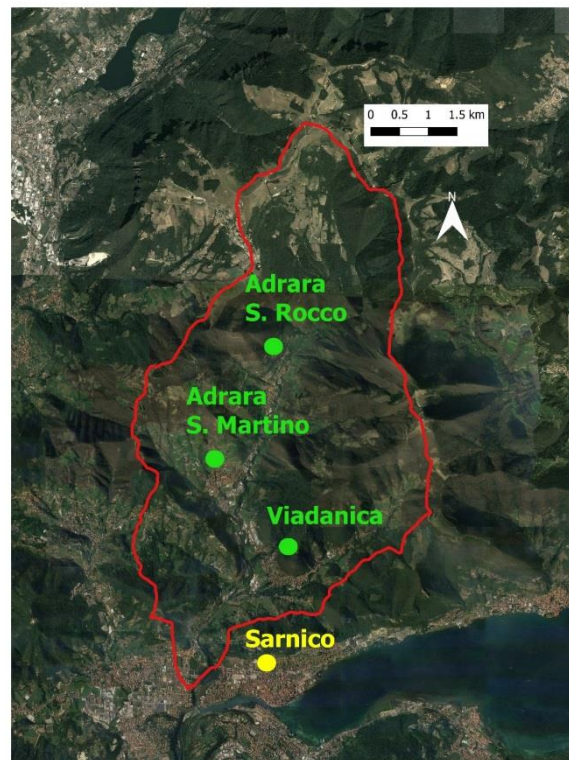 0 0.5 1 1.5 km
N
Adrara
S. Rocco
Adrara
S. Martino
Viadanica
Sarnico